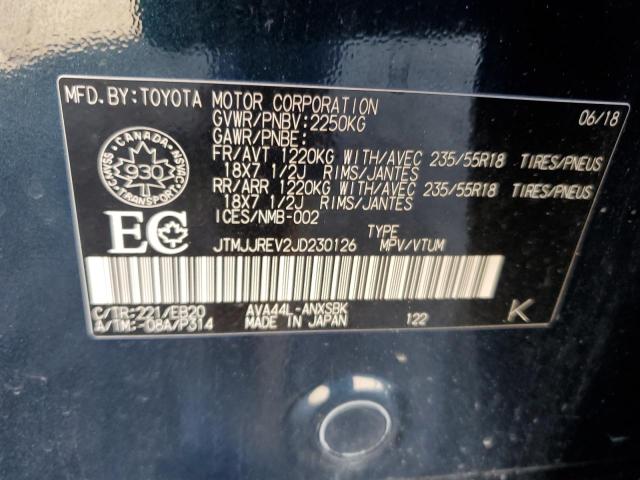 MFD.BY:TOYOTA MOTOR CORPORATION 06/18
GVWR/PNBV:2250KG
GAWR/PNBE:
FR/AVT 1220KG WITH/AVEC 235/55R18 TIRES/PNEUS
18X7 1/2J RIMS/JANTES
RR/ARR 1220KG WITH/AVEC 235/55R18 TIRES/PNEUS
18X7 1/2J RIMS/JANTES
ICES/NMB-002
CANADA
930
TRANSPORT
EC
TYPE
JTMJJREV2JD230126 MPV/VTUM
C/TR:221/EB20 AVA44L-ANXSBK
A/TM:-08A/P314 MADE IN JAPAN 122 K